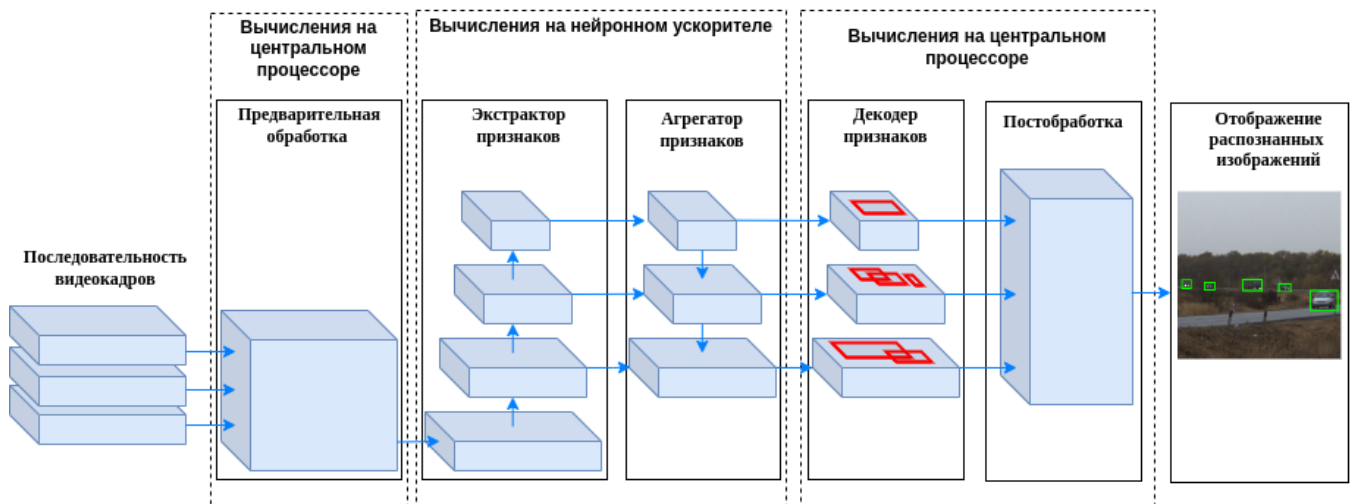 Вычисления на
центральном
процессоре
Вычисления на нейронном ускорителе
Вычисления на центральном
процессоре
Предварительная
обработка
Экстрактор
признаков
Агрегатор
признаков
Декодер
признаков
Постобработка
Отображение
распознанных
изображений
Последовательность
видеокадров